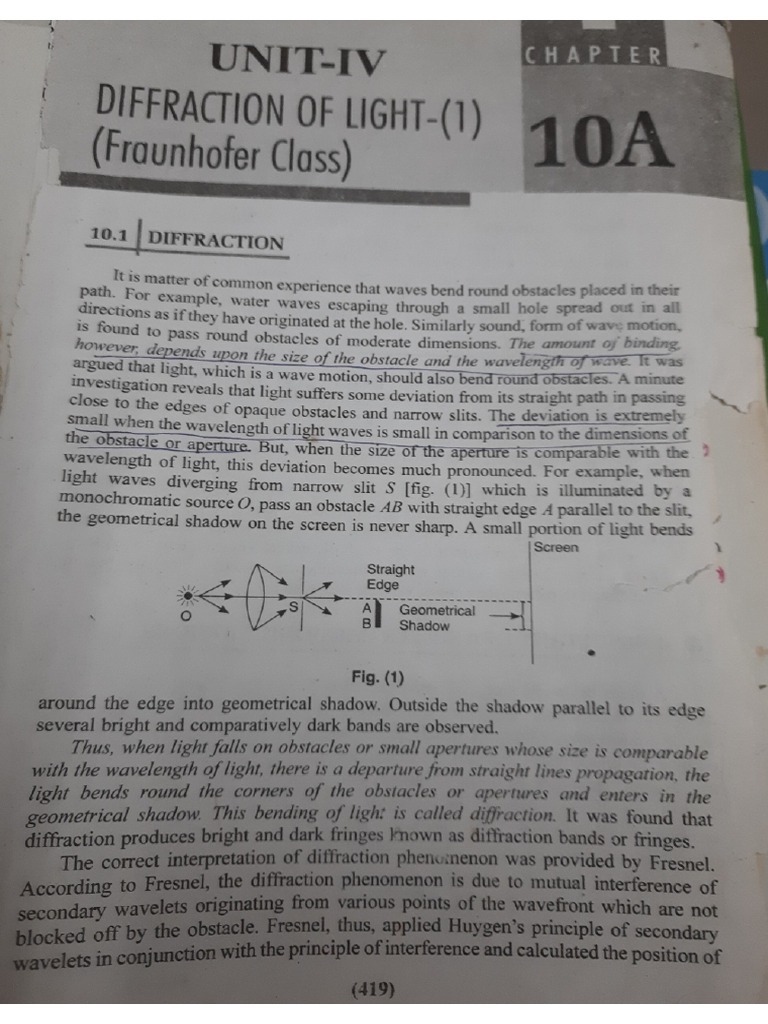 UNIT-IV
CHAPTER
DIFFRACTION OF LIGHT-(1)
(Fraunhofer Class)
10A
10.1 DIFFRACTION
It is matter of common experience that waves bend round obstacles placed in their
path. For example, water waves escaping through a small hole spread out in all
directions as if they have originated at the hole. Similarly sound, form of wave motion,
is found to pass round obstacles of moderate dimensions. The amount of binding,
however, depends upon the size of the obstacle and the wavelength of wave. It was
argued that light, which is a wave motion, should also bend round obstacles. A minute
investigation reveals that light suffers some deviation from its straight path in passing
close to the edges of opaque obstacles and narrow slits. The deviation is extremely
small when the wavelength of light waves is small in comparison to the dimensions of
the obstacle or aperture. But, when the size of the aperture is comparable with the
wavelength of light, this deviation becomes much pronounced. For example, when
light waves diverging from narrow slit S [fig. (1)] which is illuminated by a
monochromatic source O, pass an obstacle AB with straight edge A parallel to the slit,
the geometrical shadow on the screen is never sharp. A small portion of light bends
Screen
Straight
Edge
O
S
A
B
Geometrical
Shadow
Fig. (1)
around the edge into geometrical shadow. Outside the shadow parallel to its edge
several bright and comparatively dark bands are observed.
Thus, when light falls on obstacles or small apertures whose size is comparable
with the wavelength of light, there is a departure from straight lines propagation, the
light bends round the corners of the obstacles or apertures and enters in the
geometrical shadow. This bending of light is called diffraction. It was found that
diffraction produces bright and dark fringes known as diffraction bands or fringes.
The correct interpretation of diffraction phenomenon was provided by Fresnel.
According to Fresnel, the diffraction phenomenon is due to mutual interference of
secondary wavelets originating from various points of the wavefront which are not
blocked off by the obstacle. Fresnel, thus, applied Huygen's principle of secondary
wavelets in conjunction with the principle of interference and calculated the position of
(419)